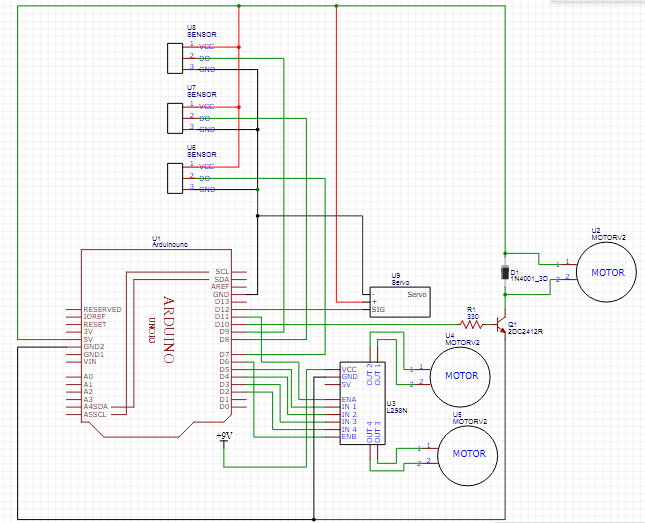 U8
SENSOR
1 VCC
2 DO
3 GND
U7
SENSOR
1 VCC
2 DO
3 GND
U6
SENSOR
1 VCC
2 DO
3 GND
U1
Arduinouno
SCL
SDA
AREF
GND
D13
D12
D11
D10
D9
D8
D7
D6
D5
D4
D3
D2
D1
D0
RESERVED
IOREF
RESET
3V
5V
GND2
GND1
VIN
A0
A1
A2
A3
A4SDA
A5SCL
ARDUINO
+9V
U9
Servo
Servo
-
+
SIG
R1
330
Q1
2DC2412R
D1
1N4001_3D
U2
MOTORV2
1
2
MOTOR
U4
MOTORV2
1
2
MOTOR
U5
MOTORV2
1
2
MOTOR
U3
L298N
VCC
GND
5V
ENA
IN 1
IN 2
IN 3
IN 4
ENB
OUT 2
OUT 1
OUT 4
OUT 3